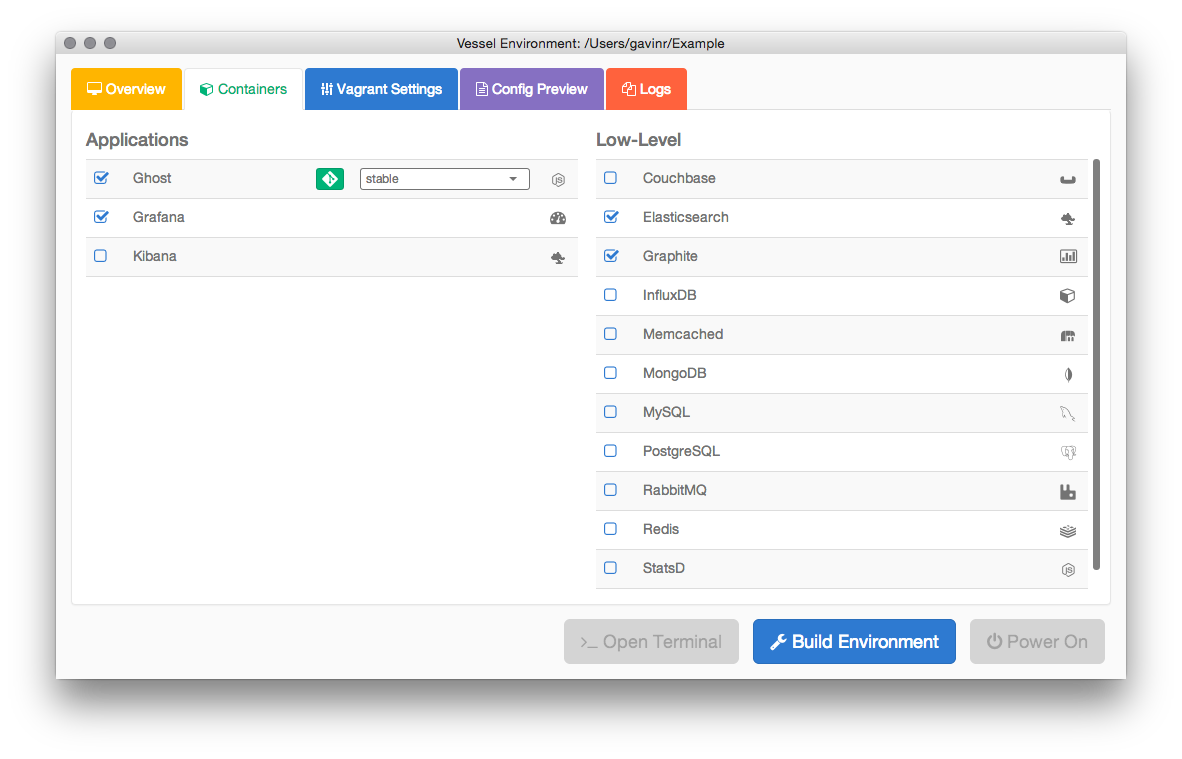 Vessel Environment: /Users/gavinr/Example
Overview
Containers
Vagrant Settings
Config Preview
Logs
Applications
Ghost
stable
Grafana
Kibana
Low-Level
Couchbase
Elasticsearch
Graphite
InfluxDB
Memcached
MongoDB
MySQL
PostgreSQL
RabbitMQ
Redis
StatsD
>_ Open Terminal
Build Environment
Power On